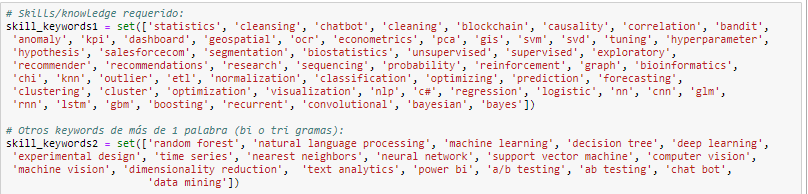 # Skills/knowledge requerido:
skill_keywords1 = set(['statistics', 'cleansing', 'chatbot', 'cleaning', 'blockchain', 'causality', 'correlation', 'bandit',
'anomaly', 'kpi', 'dashboard', 'geospatial', 'ocr', 'econometrics', 'pca', 'gis', 'svm', 'svd', 'tuning', 'hyperparameter',
'hypothesis', 'salesforcecom', 'segmentation', 'biostatistics', 'unsupervised', 'supervised', 'exploratory',
'recommender', 'recommendations', 'research', 'sequencing', 'probability', 'reinforcement', 'graph', 'bioinformatics',
'chi', 'knn', 'outlier', 'etl', 'normalization', 'classification', 'optimizing', 'prediction', 'forecasting',
'clustering', 'cluster', 'optimization', 'visualization', 'nlp', 'c#', 'regression', 'logistic', 'nn', 'cnn', 'glm',
'rnn', 'lstm', 'gbm', 'boosting', 'recurrent', 'convolutional', 'bayesian', 'bayes'])
# Otros keywords de más de 1 palabra (bi o tri gramas):
skill_keywords2 = set(['random forest', 'natural language processing', 'machine learning', 'decision tree', 'deep learning',
'experimental design', 'time series', 'nearest neighbors', 'neural network', 'support vector machine', 'computer vision',
'machine vision', 'dimensionality reduction', 'text analytics', 'power bi', 'a/b testing', 'ab testing', 'chat bot',
'data mining'])